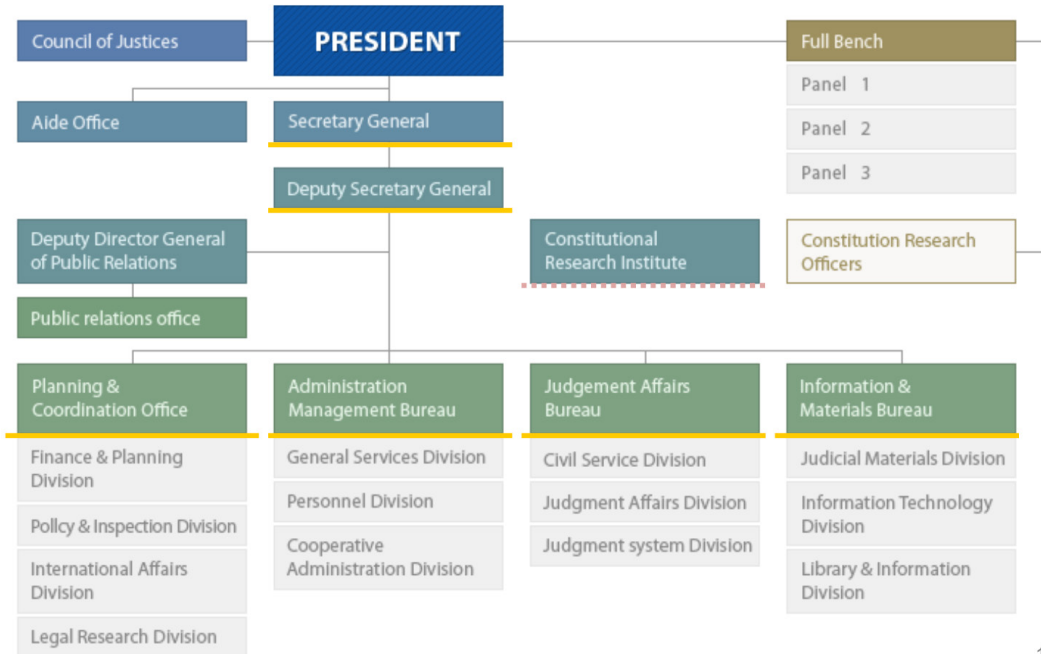 Council of Justices
PRESIDENT
Full Bench
Panel 1
Panel 2
Panel 3
Aide Office
Secretary General
Deputy Secretary General
Deputy Director General
of Public Relations
Constitutional
Research Institute
Constitution Research
Officers
Public relations office
Planning &
Coordination Office
Finance & Planning
Division
Pollcy & Inspection Division
International Affairs
Division
Legal Research Division
Administration
Management Bureau
General Services Division
Personnel Division
Cooperative
Administration Division
Judgement Affairs
Bureau
Civil Service Division
Judgment Affairs Division
Judgment system Division
Information &
Materials Bureau
Judicial Materials Division
Information Technology
Division
Library & Information
Division